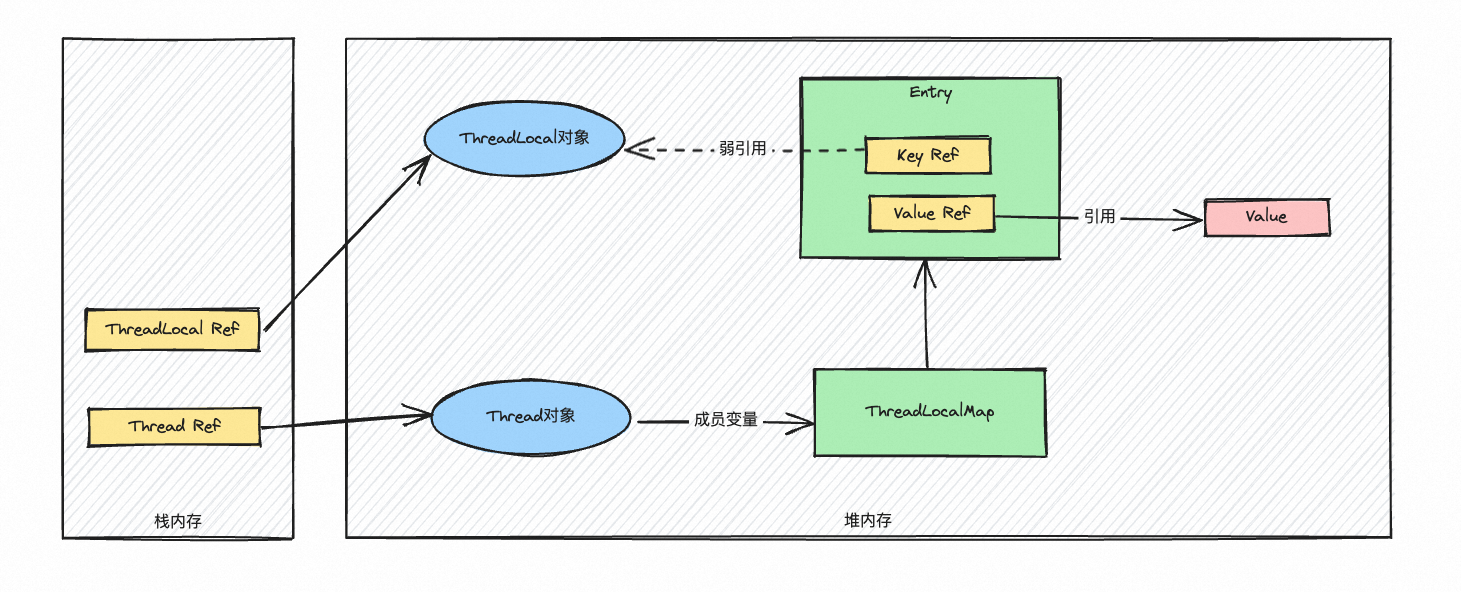 Entry
ThreadLocal对象
弱引用
Key Ref
Value Ref
引用
Value
ThreadLocal Ref
Thread Ref
Thread对象
成员变量
ThreadLocalMap
栈内存
堆内存